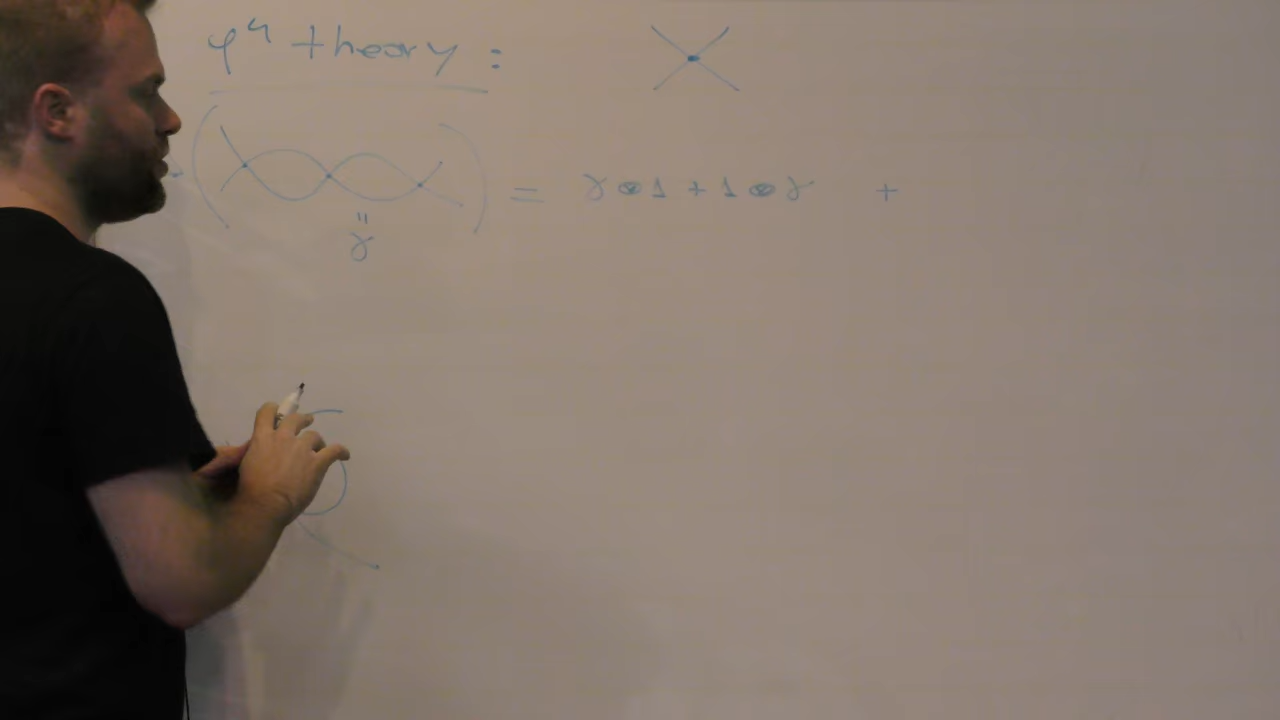 φ⁴ theory :
( ) = γ ⊗ 1 + 1 ⊗ γ +
"
γ